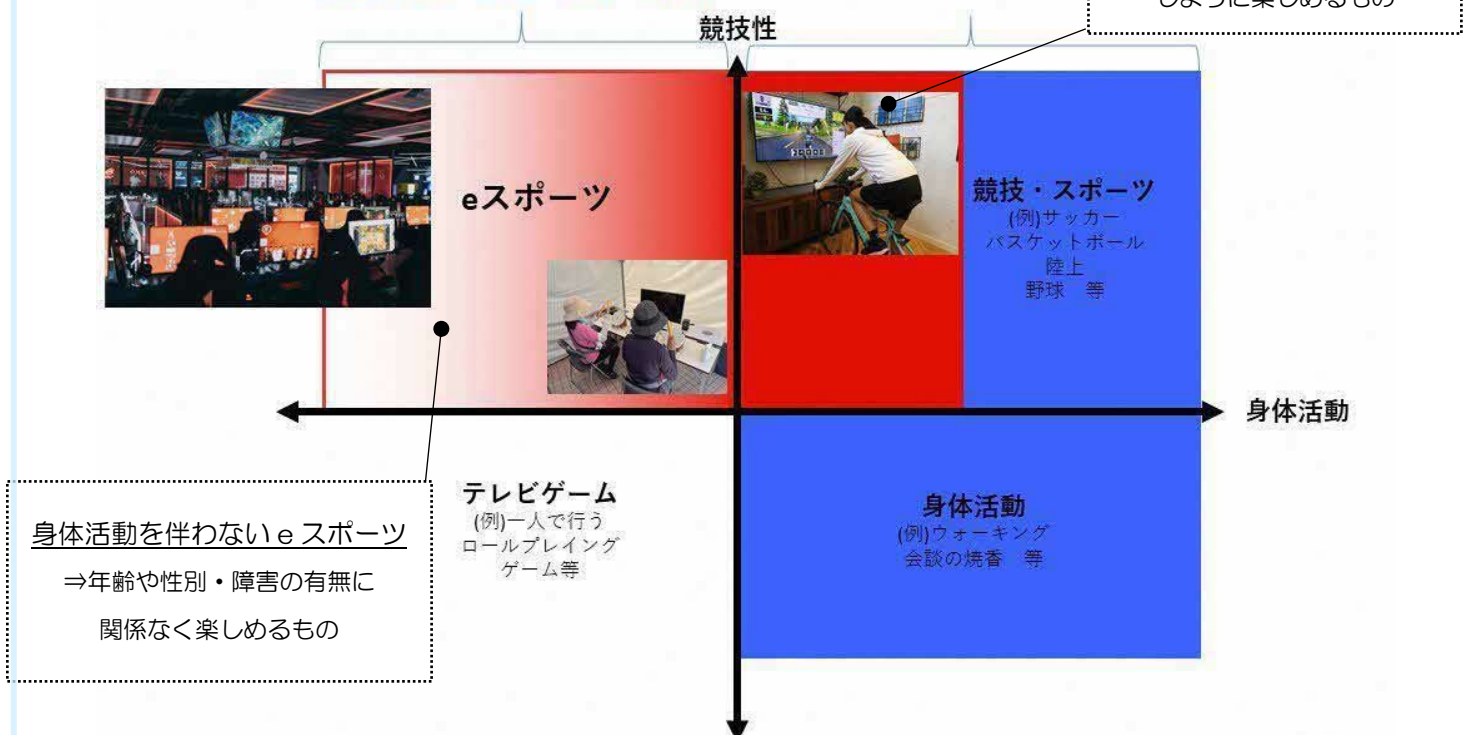 しように楽しめるもの
競技性
eスポーツ
競技・スポーツ
(例)サッカー
バスケットボール
陸上
野球　等
身体活動
テレビゲーム
(例)一人で行う
ロールプレイング
ゲーム等
身体活動
(例)ウォーキング
会談の焼香　等
身体活動を伴わない e スポーツ
⇒年齢や性別・障害の有無に
関係なく楽しめるもの